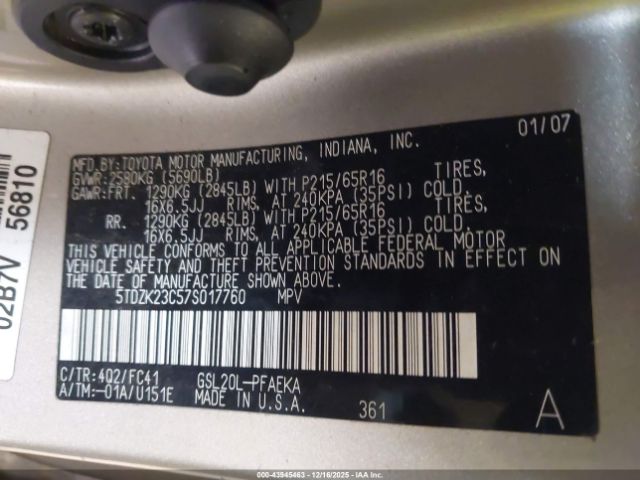 02B7V 56810
MFD. BY:TOYOTA MOTOR MANUFACTURING, INDIANA, INC. 01/07
GVWR:2580KG (5690LB)
GAWR:FRT. 1290KG (2845LB) WITH P215/65R16 TIRES,
16X6.5JJ RIMS, AT 240KPA (35PSI) COLD.
RR. 1290KG (2845LB) WITH P215/65R16 TIRES,
16X6.5JJ RIMS, AT 240KPA (35PSI) COLD.
THIS VEHICLE CONFORMS TO ALL APPLICABLE FEDERAL MOTOR
VEHICLE SAFETY AND THEFT PREVENTION STANDARDS IN EFFECT ON
THE DATE OF MANUFACTURE SHOWN ABOVE.
5TDZK23C57S017760 MPV
C/TR:4Q2/FC41 GSL20L-PFAEKA
A/TM:-01A/U151E MADE IN U.S.A. 361 A
000-43945463 - 12/16/2025 - IAAI Copart